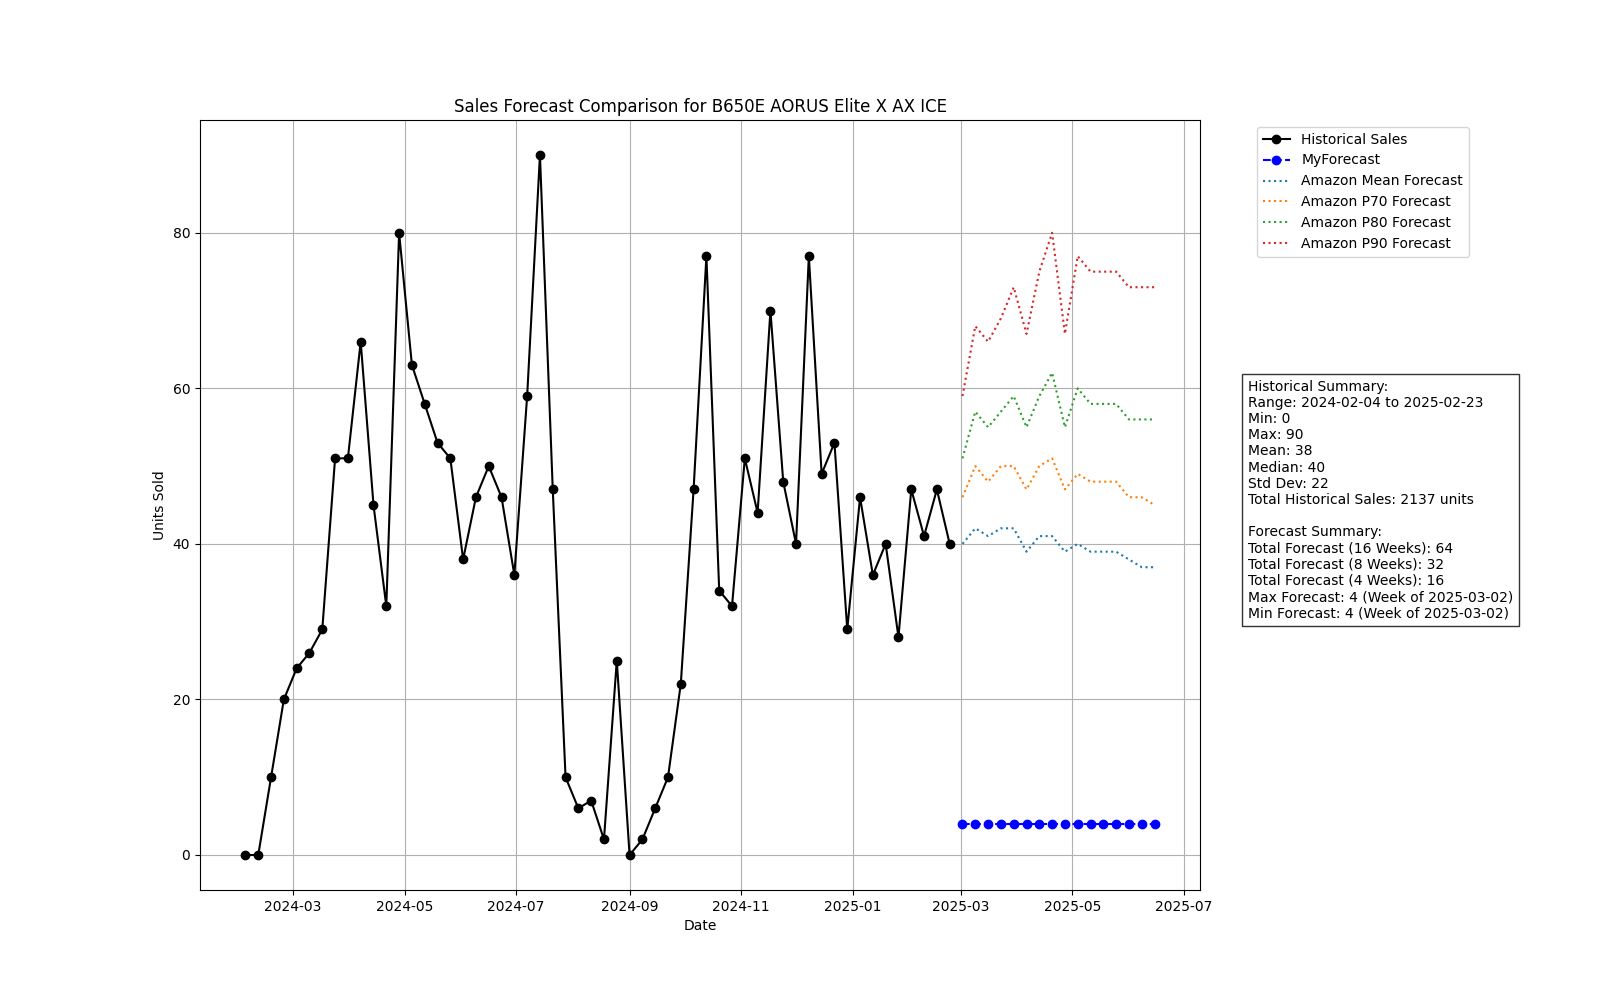 Sales Forecast Comparison for B650E AORUS Elite X AX ICE
Units Sold
80
60
40
20
0
2024-03
2024-05
2024-07
2024-09
2024-11
2025-01
2025-03
2025-05
2025-07
Date
Historical Sales
MyForecast
Amazon Mean Forecast
Amazon P70 Forecast
Amazon P80 Forecast
Amazon P90 Forecast
Historical Summary:
Range: 2024-02-04 to 2025-02-23
Min: 0
Max: 90
Mean: 38
Median: 40
Std Dev: 22
Total Historical Sales: 2137 units
Forecast Summary:
Total Forecast (16 Weeks): 64
Total Forecast (8 Weeks): 32
Total Forecast (4 Weeks): 16
Max Forecast: 4 (Week of 2025-03-02)
Min Forecast: 4 (Week of 2025-03-02)